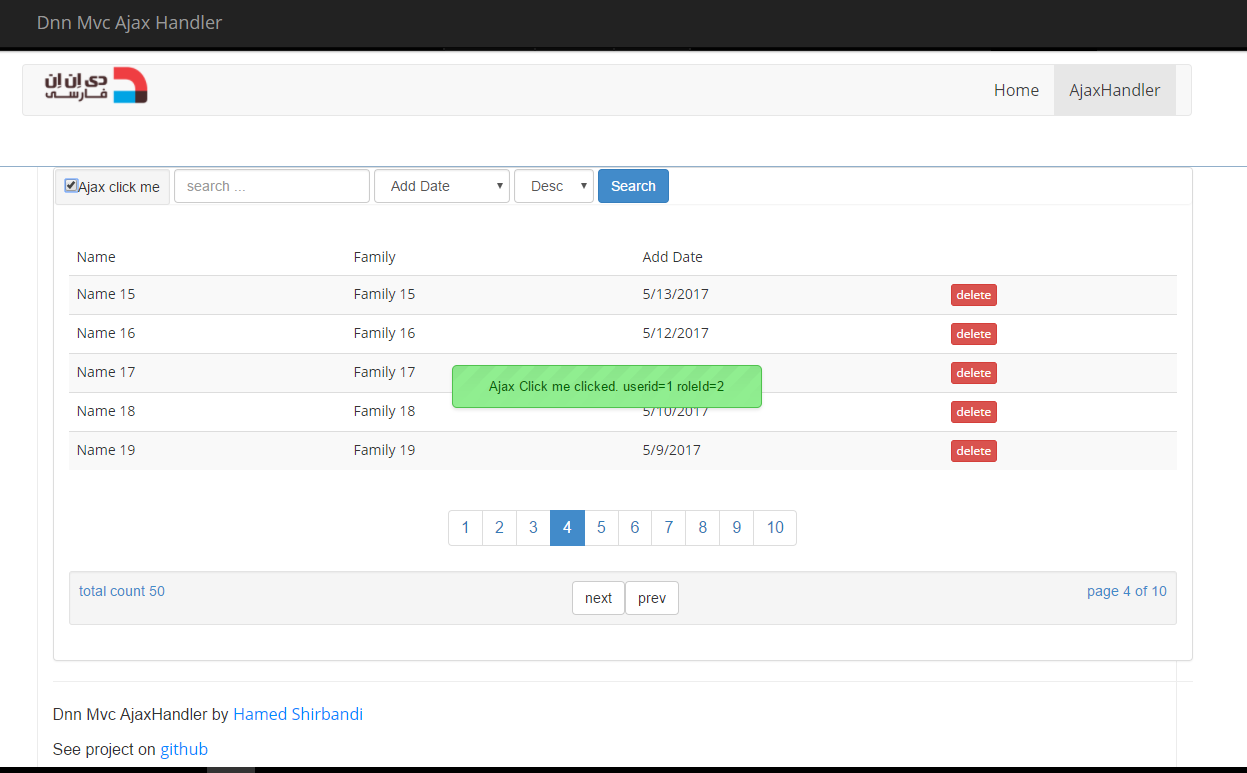 Dnn Mvc Ajax Handler
دی اِن اِن
فارسی
Home AjaxHandler
Ajax click me search ... Add Date Desc Search
Name Family Add Date
Name 15 Family 15 5/13/2017 delete
Name 16 Family 16 5/12/2017 delete
Name 17 Family 17 delete
Ajax Click me clicked. userid=1 roleId=2
Name 18 Family 18 5/10/2017 delete
Name 19 Family 19 5/9/2017 delete
1 2 3 4 5 6 7 8 9 10
total count 50 next prev page 4 of 10
Dnn Mvc AjaxHandler by Hamed Shirbandi
See project on github